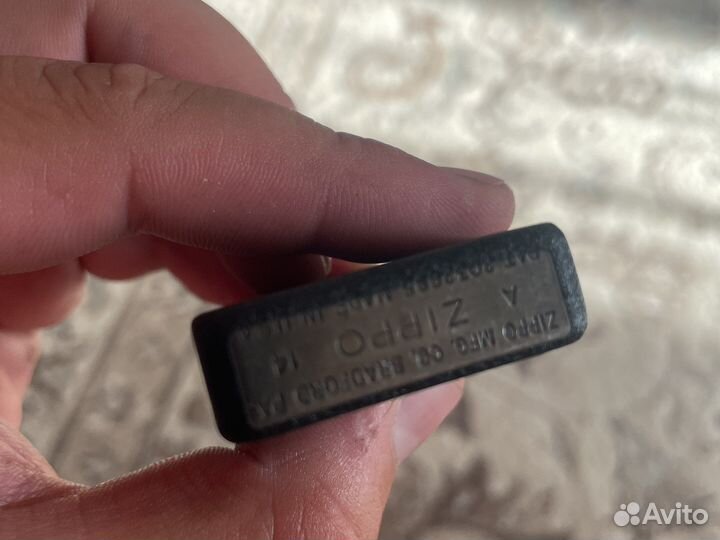 ZIPPO MFG. CO. BRADFORD PA.
A ZIPPO 14
PAT. 2032695 MADE IN U.S.A.
Avito